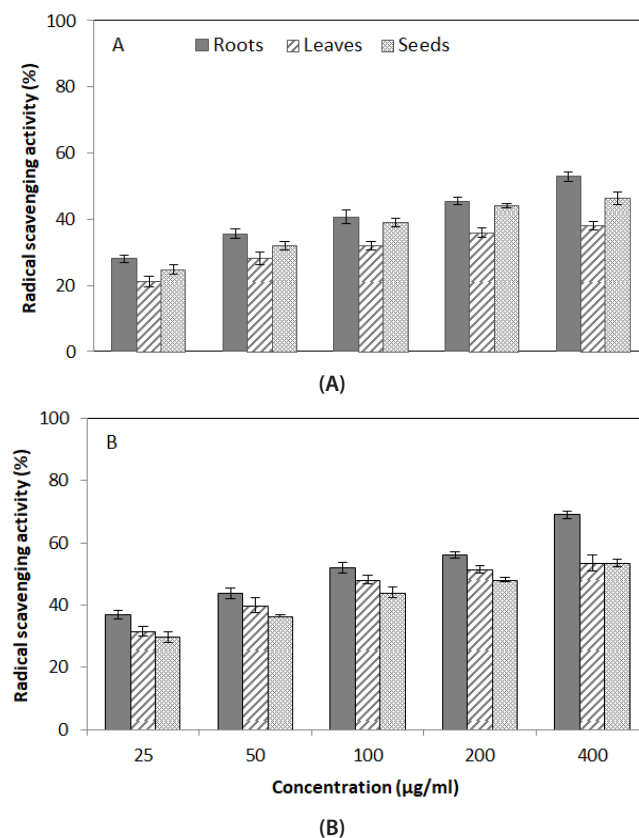 100
A
Roots
Leaves
Seeds
80
60
40
20
0
Radical scavenging activity (%)
(A)
100
B
80
60
40
20
0
Radical scavenging activity (%)
25 50 100 200 400
Concentration (µg/ml)
(B)